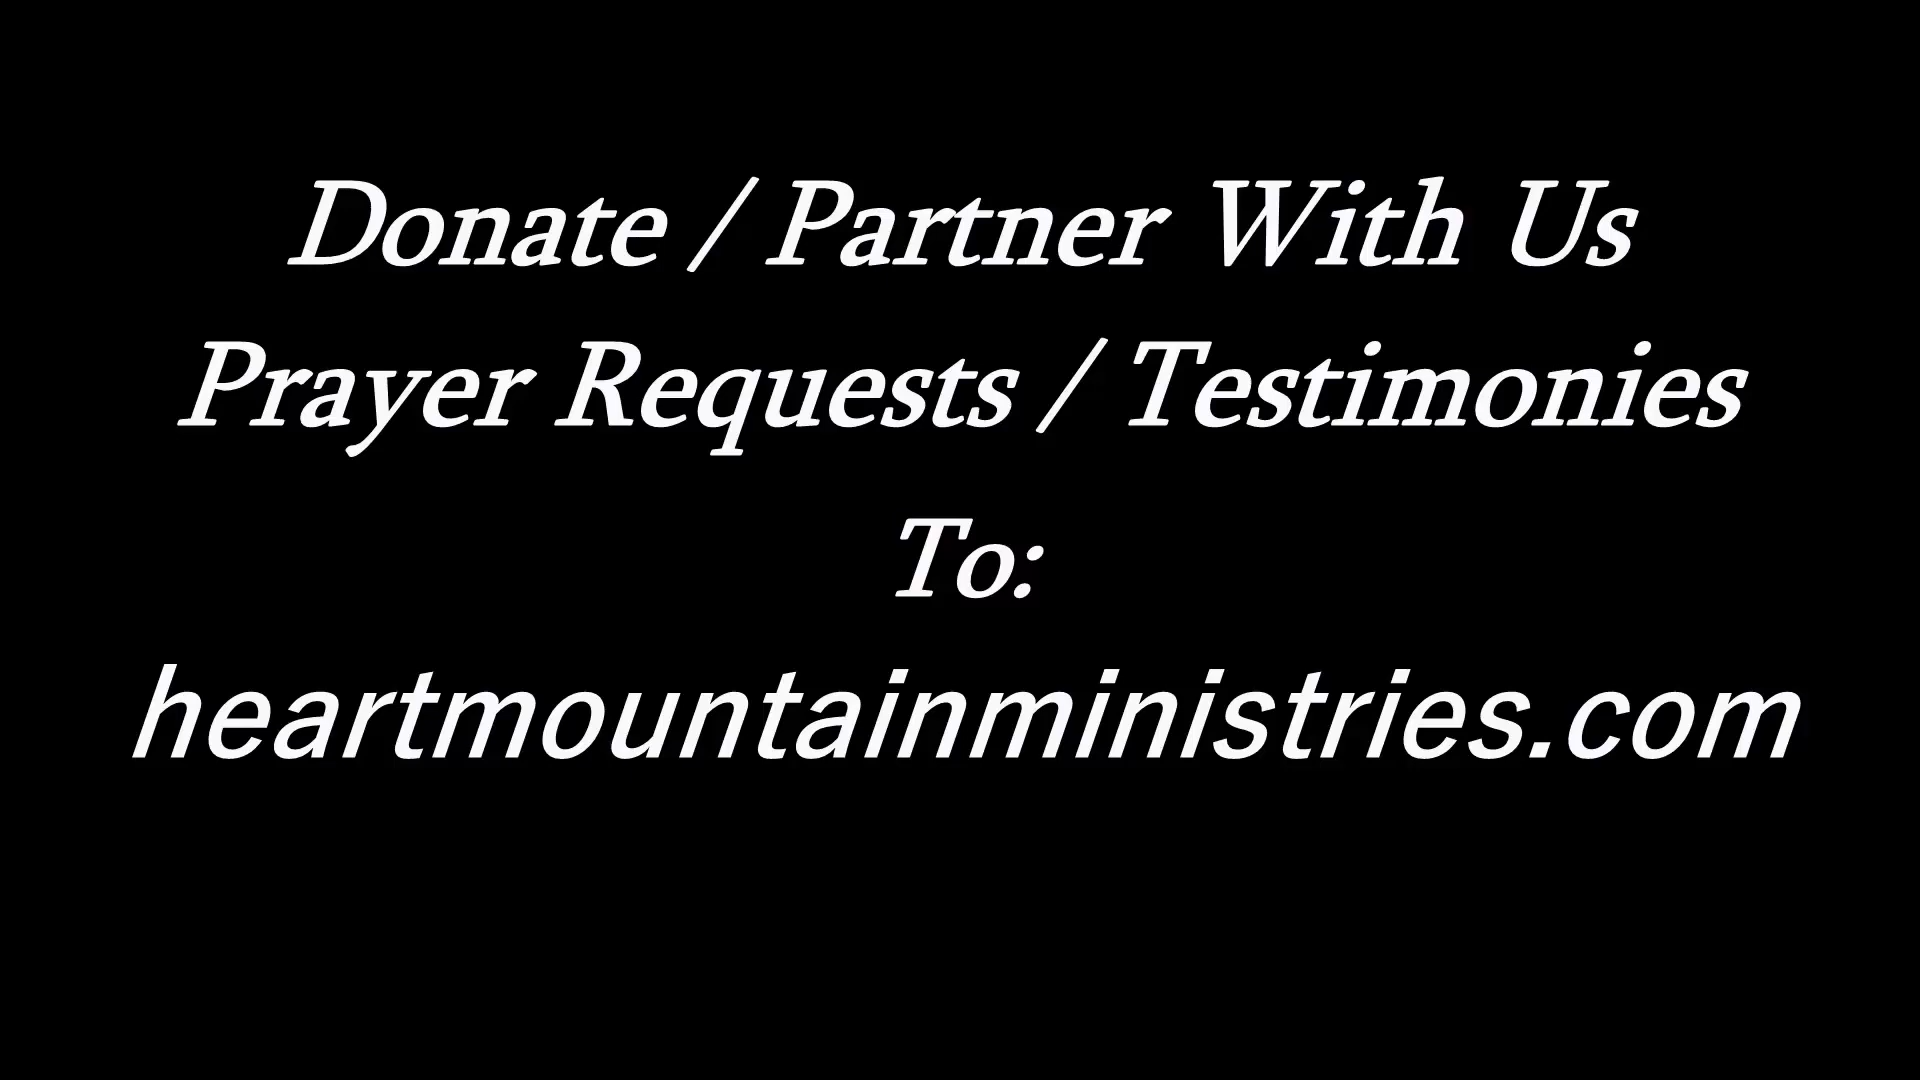 Donate / Partner With Us
Prayer Requests / Testimonies
To:
heartmountainministries.com